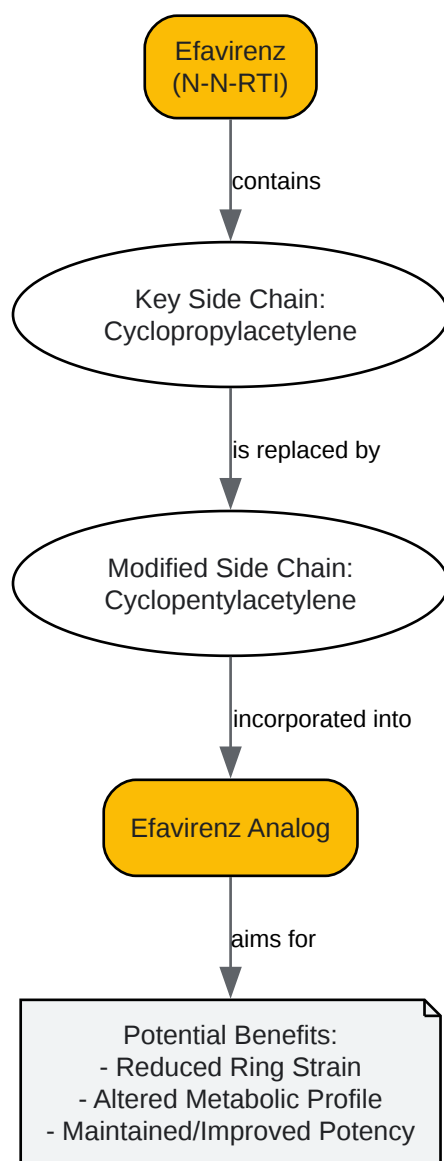 Efavirenz
(N-N-RTI)
contains
Key Side Chain:
Cyclopropylacetylene
is replaced by
Modified Side Chain:
Cyclopentylacetylene
incorporated into
Efavirenz Analog
aims for
Potential Benefits:
- Reduced Ring Strain
- Altered Metabolic Profile
- Maintained/Improved Potency